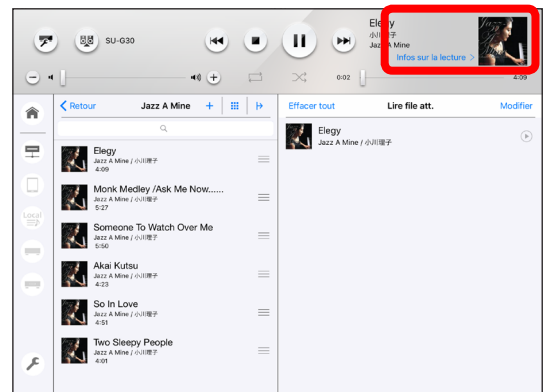 SU-G30
Elegy
小川理子
Jazz A Mine
Infos sur la lecture >
0:02
4:09
Retour
Jazz A Mine
Effacer tout
Lire file att.
Modifier
Elegy
Jazz A Mine / 小川理子
4:09
Monk Medley /Ask Me Now......
Jazz A Mine / 小川理子
5:27
Someone To Watch Over Me
Jazz A Mine / 小川理子
5:50
Akai Kutsu
Jazz A Mine / 小川理子
4:23
So In Love
Jazz A Mine / 小川理子
4:51
Two Sleepy People
Jazz A Mine / 小川理子
4:01
Elegy
Jazz A Mine / 小川理子
Local